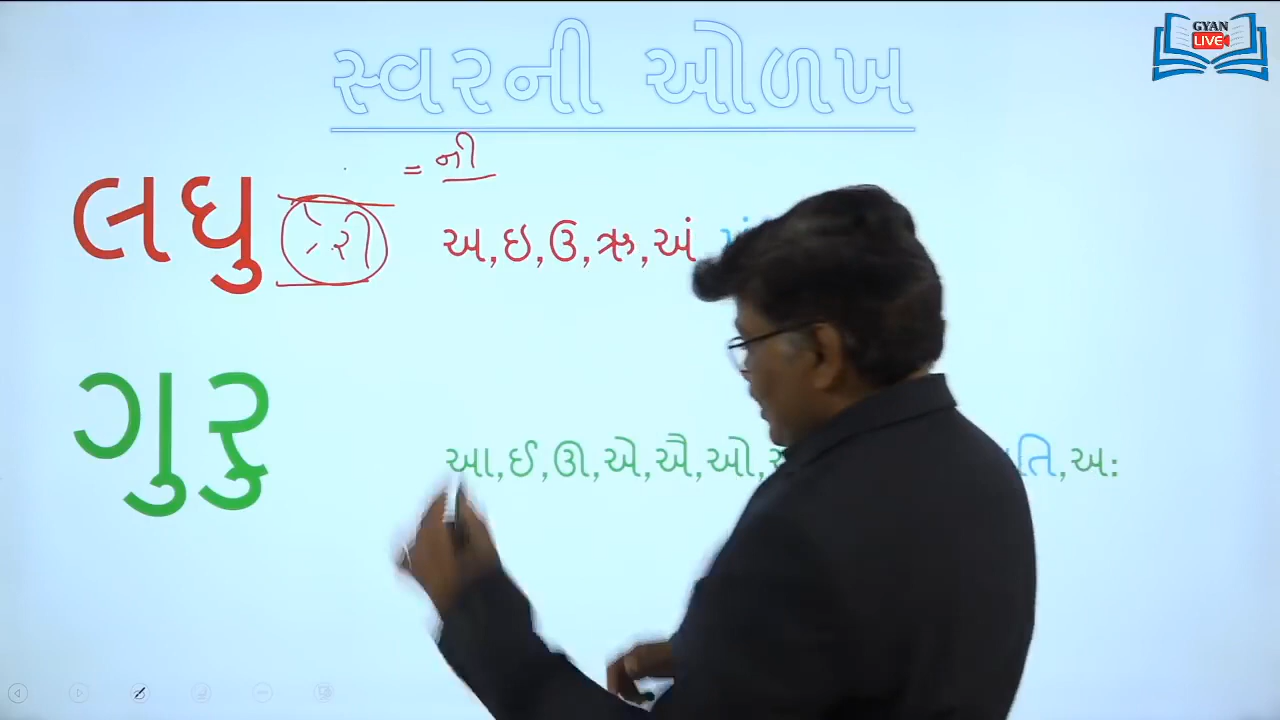 GYAN
LIVE
સ્વરની ઓળખ
= ની
લઘુ રી અ,ઇ,ઉ,ઋ,અં
ગુરુ
આ,ઈ,ઊ,એ,ઐ,ઓ, તિ,અઃ